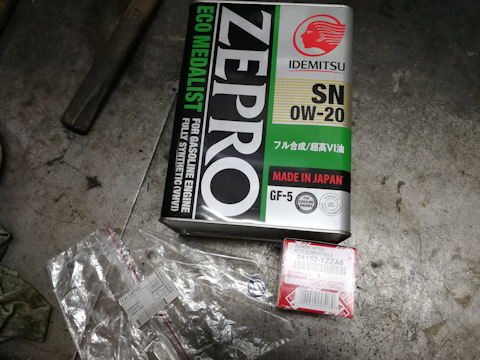 IDEMITSU
SN
0W-20
フル合成/超高VI油
MADE IN JAPAN
GF-5
ZEPRO
ECO MEDALIST
FOR GASOLINE ENGINE
FULLY SYNTHETIC (VHVI)
04152-YZZA6